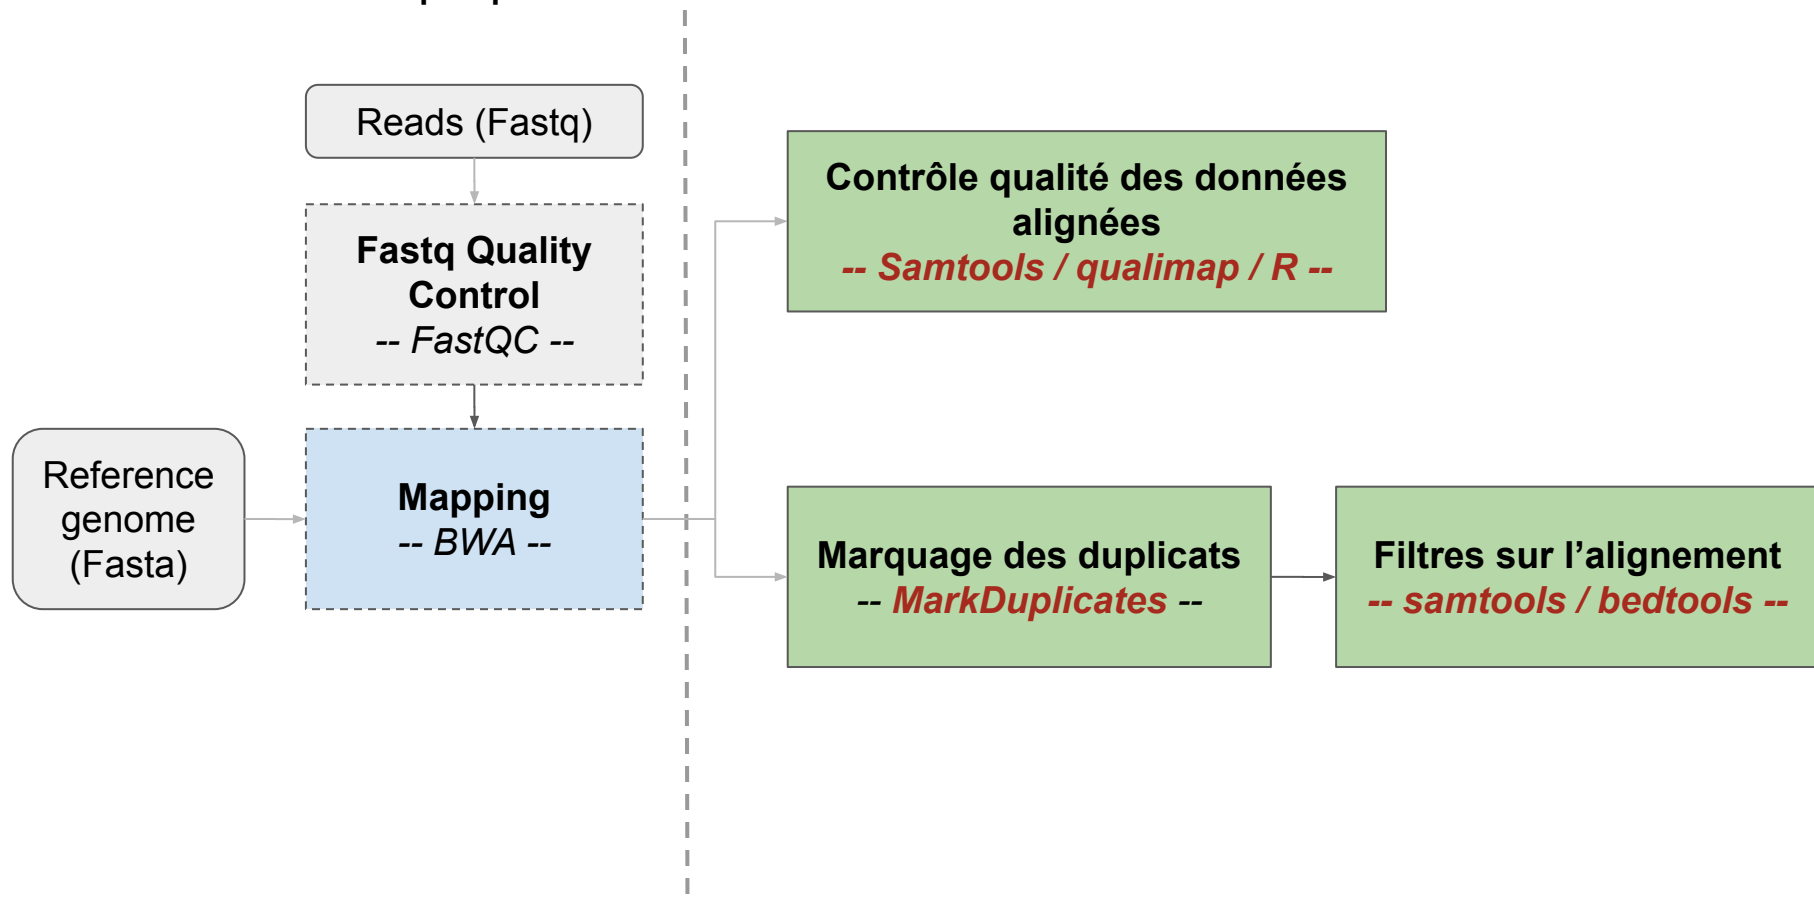 Reads (Fastq)
Fastq Quality
Control
-- FastQC --
Reference
genome
(Fasta)
Mapping
-- BWA --
Contrôle qualité des données
alignées
-- Samtools / qualimap / R --
Marquage des duplicats
-- MarkDuplicates --
Filtres sur l’alignement
-- samtools / bedtools --